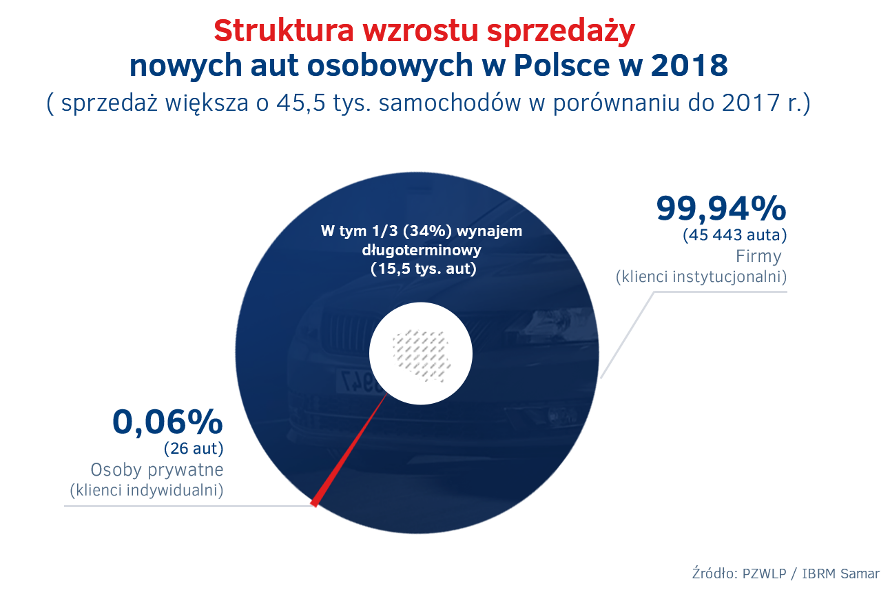 Struktura wzrostu sprzedaży
nowych aut osobowych w Polsce w 2018
( sprzedaż większa o 45,5 tys. samochodów w porównaniu do 2017 r.)
99,94%
(45 443 auta)
Firmy
(klienci instytucjonalni)
W tym 1/3 (34%) wynajem
długoterminowy
(15,5 tys. aut)
0,06%
(26 aut)
Osoby prywatne
(klienci indywidualni)
Źródło: PZWLP / IBRM Samar